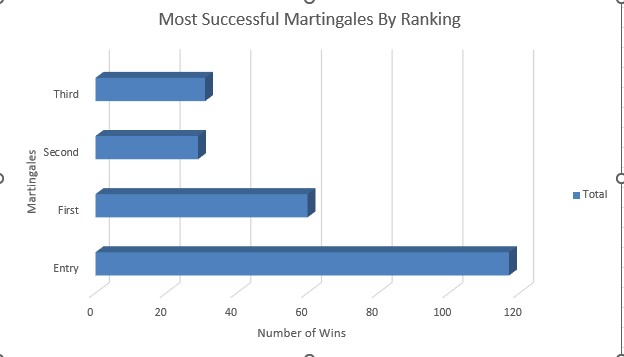 Most Successful Martingales By Ranking
Third
Second
First
Entry
Martingales
0 20 40 60 80 100 120
Number of Wins
Total